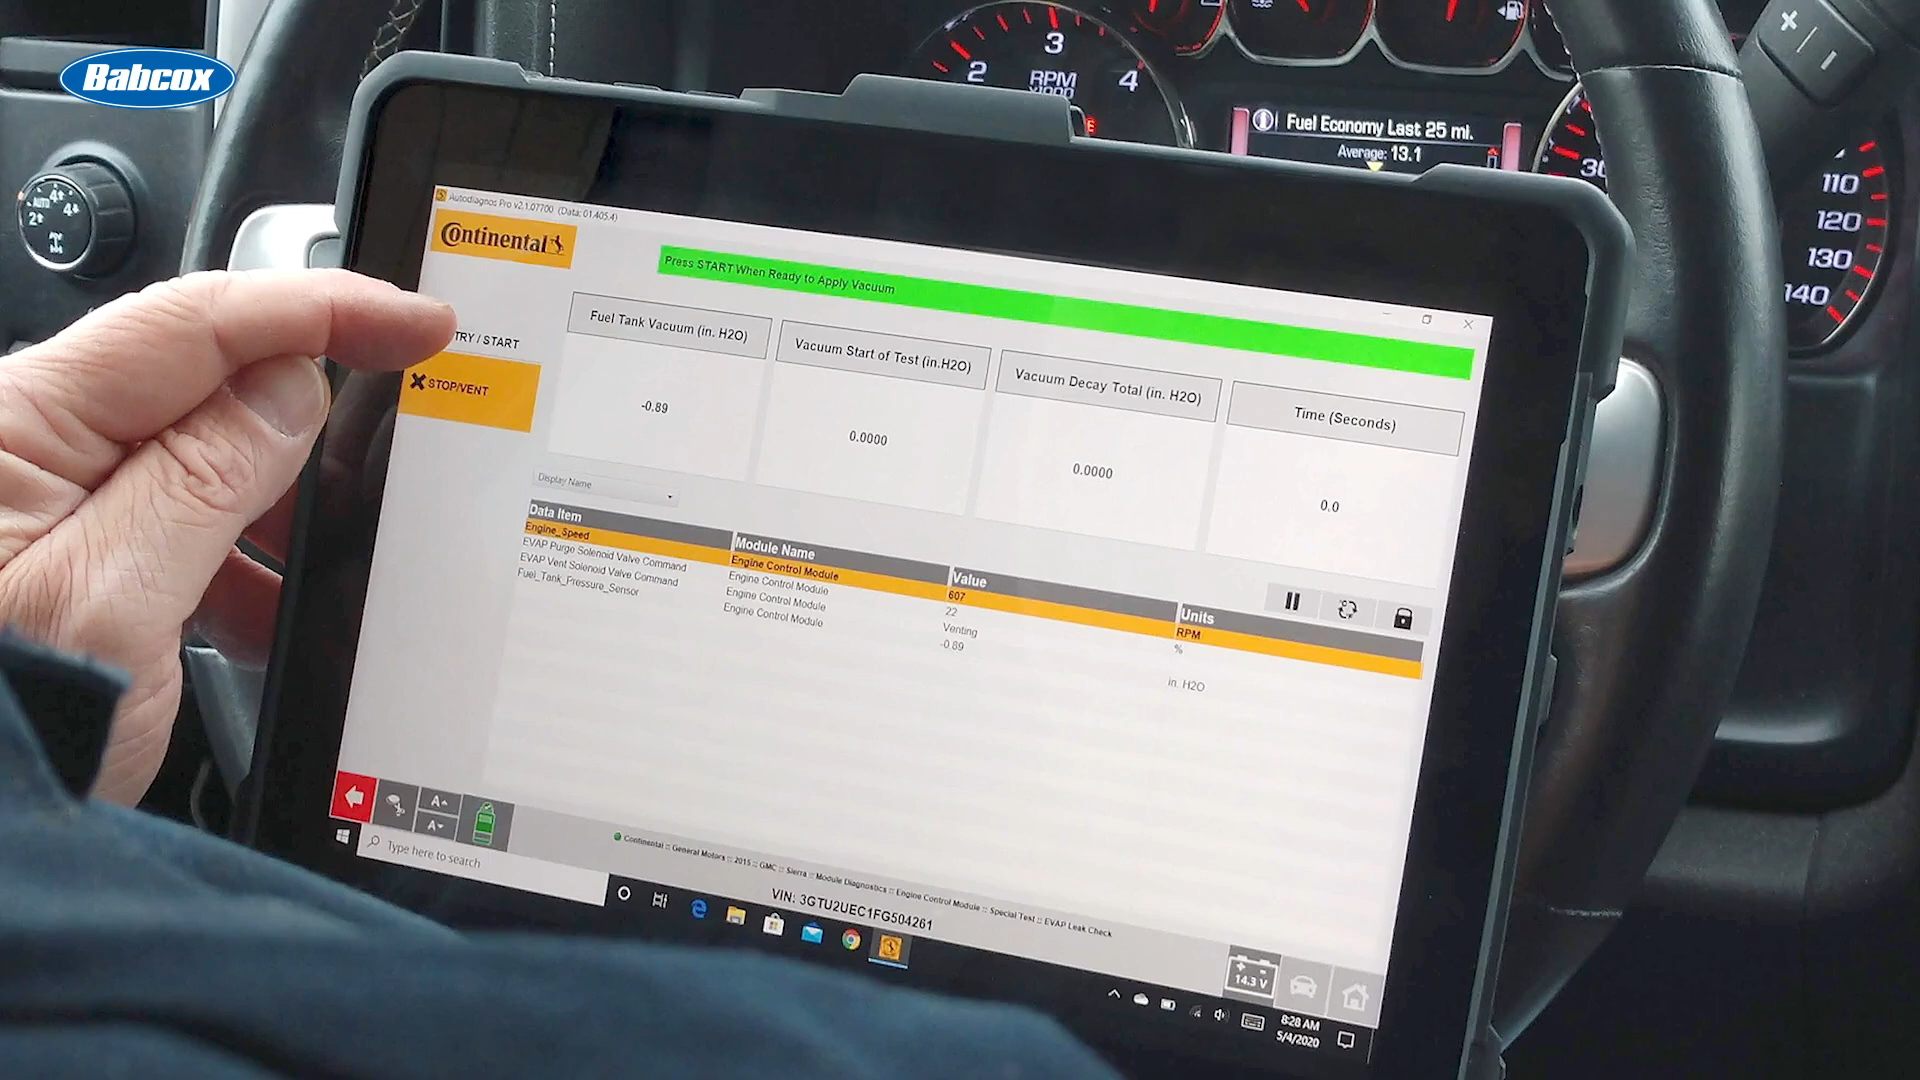 Babcox
2
3
4
RPM
x1000
E
Fuel Economy Last 25 mi.
Average: 13.1
30
110
120
130
140
AUTO
4↑
4↓
2↑
Autodiagnos Pro v2.1.07700 (Data: 01.405.4)
Continental
Press START When Ready to Apply Vacuum
TRY / START
STOP/VENT
Fuel Tank Vacuum (in. H2O)
Vacuum Start of Test (in.H2O)
Vacuum Decay Total (in. H2O)
Time (Seconds)
-0.89
0.0000
0.0000
0.0
Display Name
Data Item Module Name Value Units
Engine_Speed Engine Control Module 607 RPM
EVAP Purge Solenoid Valve Command Engine Control Module 22 %
EVAP Vent Solenoid Valve Command Engine Control Module Venting
Fuel_Tank_Pressure_Sensor Engine Control Module -0.89 in. H2O
A
A
Continental :: General Motors :: 2015 :: GMC :: Sierra :: Module Diagnostics :: Engine Control Module :: Special Test :: EVAP Leak Check
VIN: 3GTU2UEC1FG504261
14.3 V
Type here to search
8:28 AM
5/4/2020